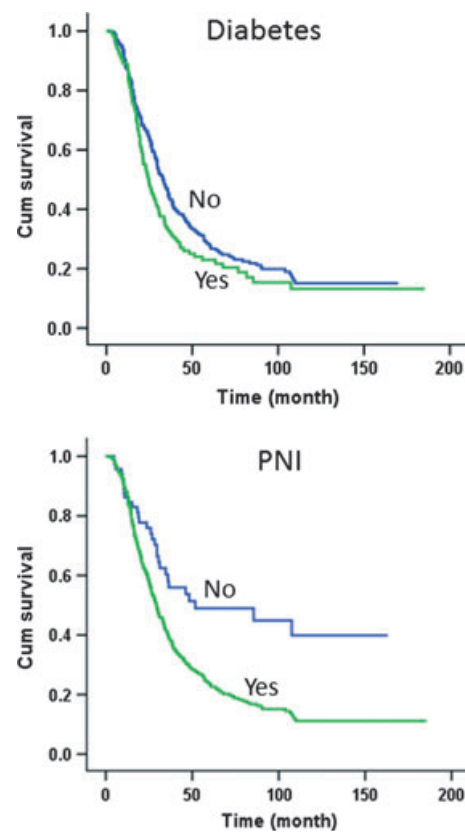 Diabetes
1.0
0.8
0.6
0.4
0.2
0.0
Cum survival
No
Yes
0 50 100 150 200
Time (month)
PNI
1.0
0.8
0.6
0.4
0.2
0.0
Cum survival
No
Yes
0 50 100 150 200
Time (month)